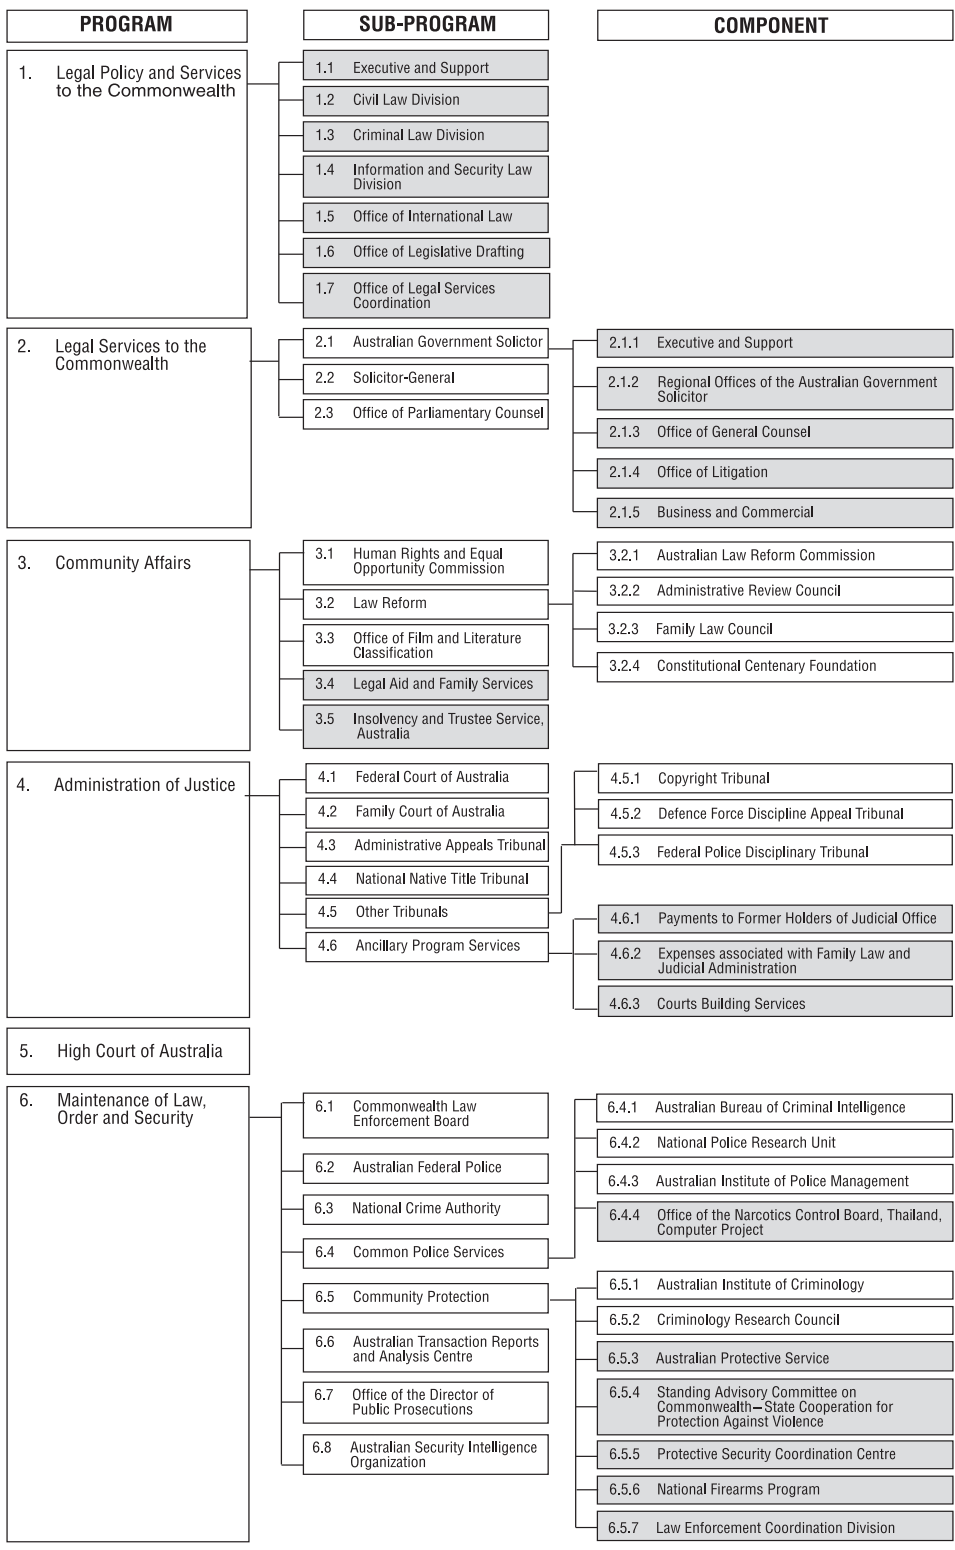 PROGRAM
SUB-PROGRAM
COMPONENT
1. Legal Policy and Services
to the Commonwealth
1.1 Executive and Support
1.2 Civil Law Division
1.3 Criminal Law Division
1.4 Information and Security Law
Division
1.5 Office of International Law
1.6 Office of Legislative Drafting
1.7 Office of Legal Services
Coordination
2. Legal Services to the
Commonwealth
2.1 Australian Government Solictor
2.2 Solicitor-General
2.3 Office of Parliamentary Counsel
2.1.1 Executive and Support
2.1.2 Regional Offices of the Australian Government
Solicitor
2.1.3 Office of General Counsel
2.1.4 Office of Litigation
2.1.5 Business and Commercial
3. Community Affairs
3.1 Human Rights and Equal
Opportunity Commission
3.2 Law Reform
3.3 Office of Film and Literature
Classification
3.4 Legal Aid and Family Services
3.5 Insolvency and Trustee Service,
Australia
3.2.1 Australian Law Reform Commission
3.2.2 Administrative Review Council
3.2.3 Family Law Council
3.2.4 Constitutional Centenary Foundation
4. Administration of Justice
4.1 Federal Court of Australia
4.2 Family Court of Australia
4.3 Administrative Appeals Tribunal
4.4 National Native Title Tribunal
4.5 Other Tribunals
4.6 Ancillary Program Services
4.5.1 Copyright Tribunal
4.5.2 Defence Force Discipline Appeal Tribunal
4.5.3 Federal Police Disciplinary Tribunal
4.6.1 Payments to Former Holders of Judicial Office
4.6.2 Expenses associated with Family Law and
Judicial Administration
4.6.3 Courts Building Services
5. High Court of Australia
6. Maintenance of Law,
Order and Security
6.1 Commonwealth Law
Enforcement Board
6.2 Australian Federal Police
6.3 National Crime Authority
6.4 Common Police Services
6.5 Community Protection
6.6 Australian Transaction Reports
and Analysis Centre
6.7 Office of the Director of
Public Prosecutions
6.8 Australian Security Intelligence
Organization
6.4.1 Australian Bureau of Criminal Intelligence
6.4.2 National Police Research Unit
6.4.3 Australian Institute of Police Management
6.4.4 Office of the Narcotics Control Board, Thailand,
Computer Project
6.5.1 Australian Institute of Criminology
6.5.2 Criminology Research Council
6.5.3 Australian Protective Service
6.5.4 Standing Advisory Committee on
Commonwealth–State Cooperation for
Protection Against Violence
6.5.5 Protective Security Coordination Centre
6.5.6 National Firearms Program
6.5.7 Law Enforcement Coordination Division